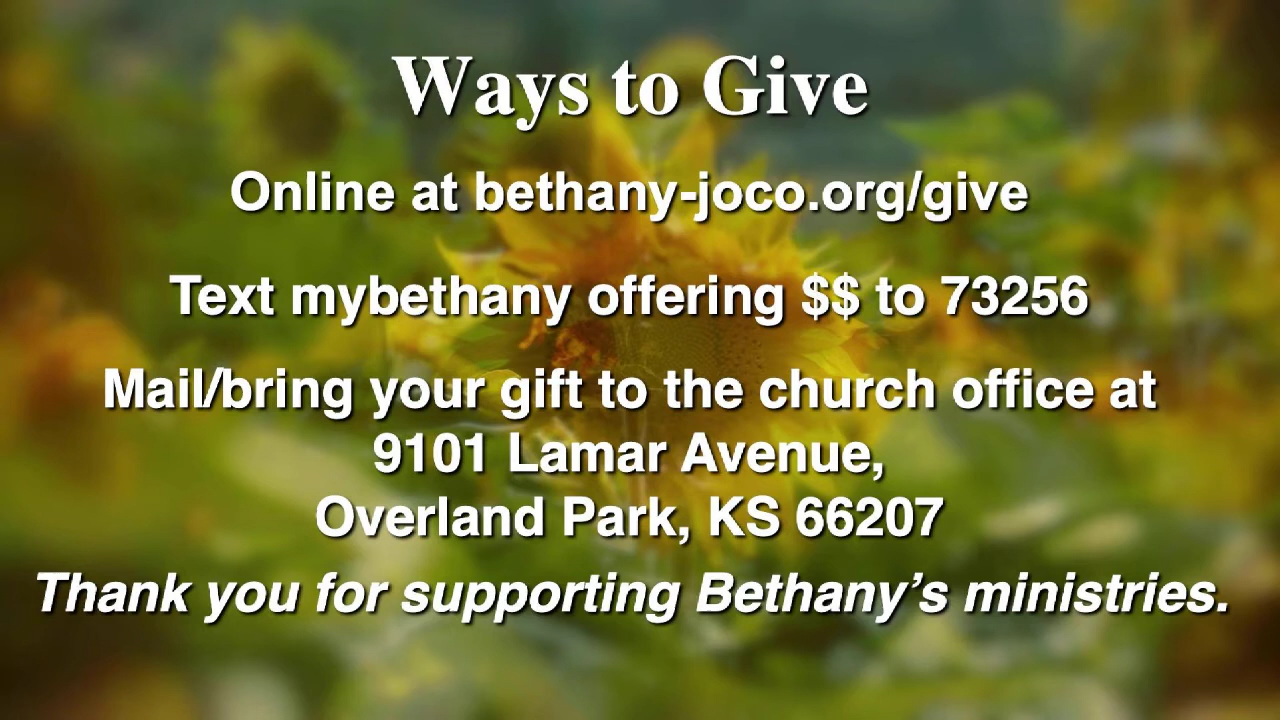 Ways to Give
Online at bethany-joco.org/give
Text mybethany offering $$ to 73256
Mail/bring your gift to the church office at
9101 Lamar Avenue,
Overland Park, KS 66207
Thank you for supporting Bethany’s ministries.